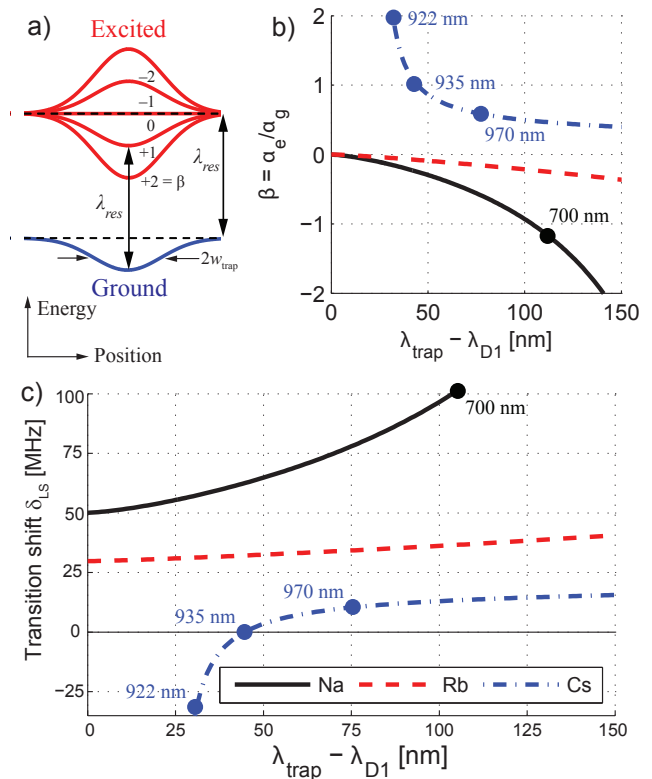 a)
Excited
−2
−1
0
+1
+2 = β
λres
λres
2wtrap
Ground
Energy
Position
b)
β = αe/αg
2
1
0
−1
−2
922 nm
935 nm
970 nm
700 nm
0
50
100
150
λtrap − λD1 [nm]
c)
Transition shift δLS [MHz]
100
75
50
25
0
−25
700 nm
970 nm
935 nm
922 nm
Na
Rb
Cs
0
25
50
75
100
125
150
λtrap − λD1 [nm]